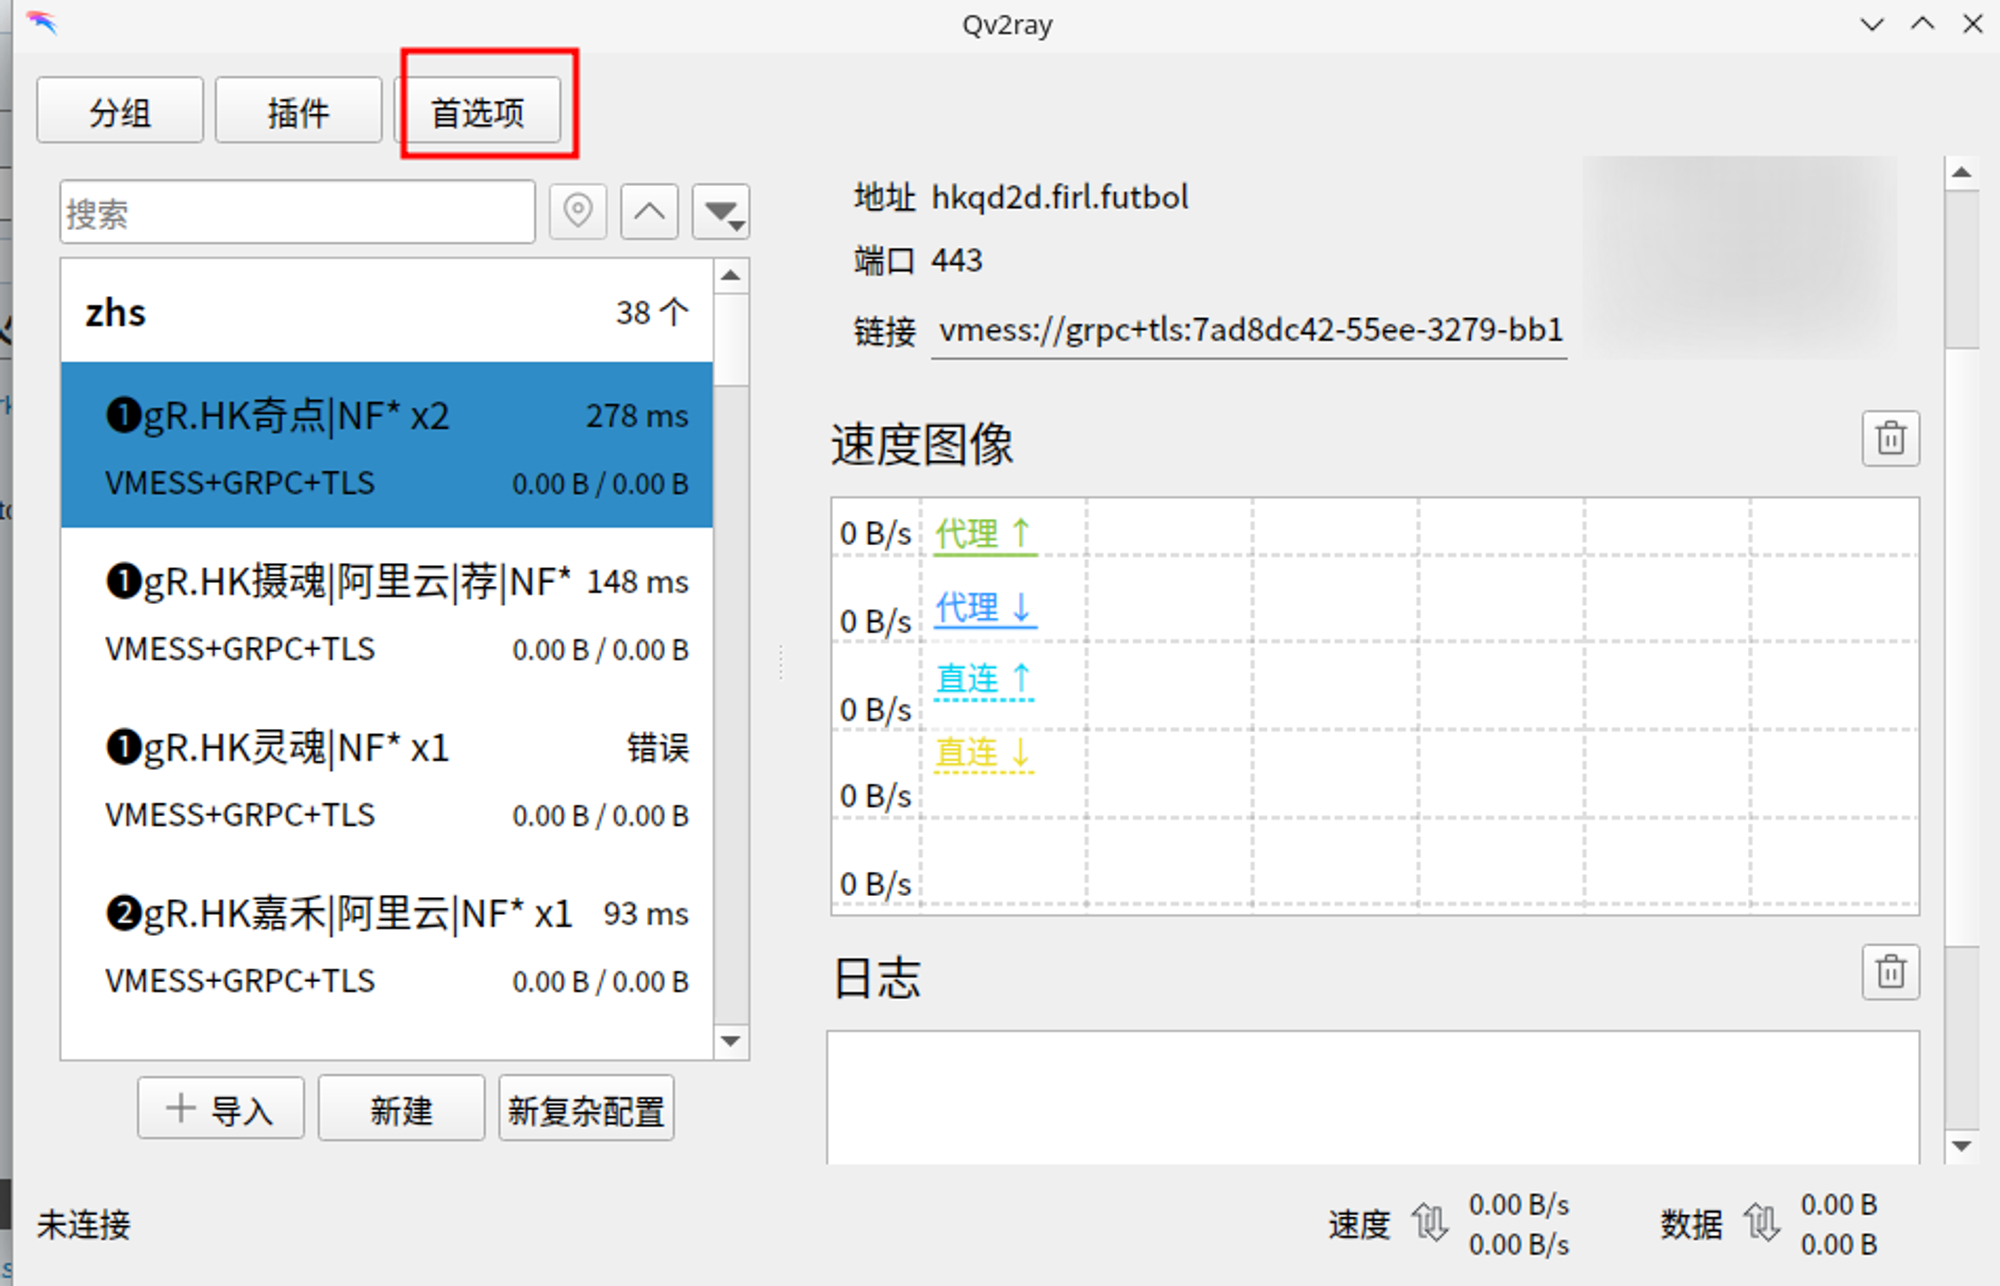 Qv2ray
分组 插件 首选项
搜索
zhs 38 个
❶gR.HK奇点|NF* x2 278 ms
VMESS+GRPC+TLS 0.00 B / 0.00 B
❶gR.HK摄魂|阿里云|荐|NF* 148 ms
VMESS+GRPC+TLS 0.00 B / 0.00 B
❶gR.HK灵魂|NF* x1 错误
VMESS+GRPC+TLS 0.00 B / 0.00 B
❷gR.HK嘉禾|阿里云|NF* x1 93 ms
VMESS+GRPC+TLS 0.00 B / 0.00 B
导入 新建 新复杂配置
地址 hkqd2d.firl.futbol
端口 443
链接 vmess://grpc+tls:7ad8dc42-55ee-3279-bb1
速度图像
0 B/s 代理 ↑
0 B/s 代理 ↓
0 B/s 直连 ↑
0 B/s 直连 ↓
0 B/s
日志
未连接
速度 0.00 B/s 数据 0.00 B
0.00 B/s 0.00 B